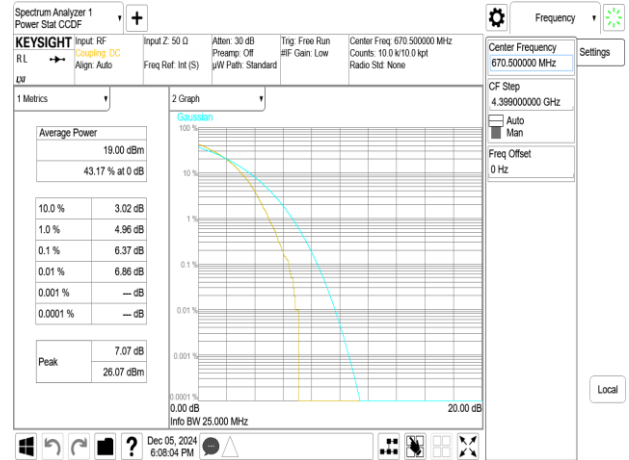 Spectrum Analyzer 1
Power Stat CCDF
+
Frequency
KEYSIGHT
RL
LXI
Input: RF
Coupling: DC
Align: Auto
Input Z: 50 Ω
Freq Ref: Int (S)
Atten: 30 dB
Preamp: Off
µW Path: Standard
Trig: Free Run
#IF Gain: Low
Center Freq: 670.500000 MHz
Counts: 10.0 k/10.0 kpt
Radio Std: None
Center Frequency
670.500000 MHz
Settings
CF Step
4.399000000 GHz
Auto
Man
Freq Offset
0 Hz
1 Metrics
Average Power
19.00 dBm
43.17 % at 0 dB
10.0 % 3.02 dB
1.0 % 4.96 dB
0.1 % 6.37 dB
0.01 % 6.86 dB
0.001 % --- dB
0.0001 % --- dB
Peak
7.07 dB
26.07 dBm
2 Graph
Gaussian
100 %
10 %
1 %
0.1 %
0.01 %
0.001 %
0.0001 %
0.00 dB 20.00 dB
Info BW 25.000 MHz
Local
?
Dec 05, 2024
6:08:04 PM